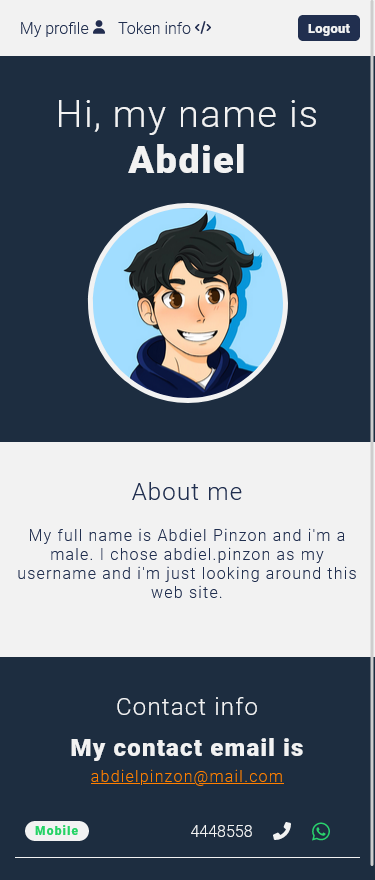 My profile Token info Logout
Hi, my name is
Abdiel
About me
My full name is Abdiel Pinzon and i'm a
male. I chose abdiel.pinzon as my
username and i'm just looking around this
web site.
Contact info
My contact email is
abdielpinzon@mail.com
Mobile 4448558